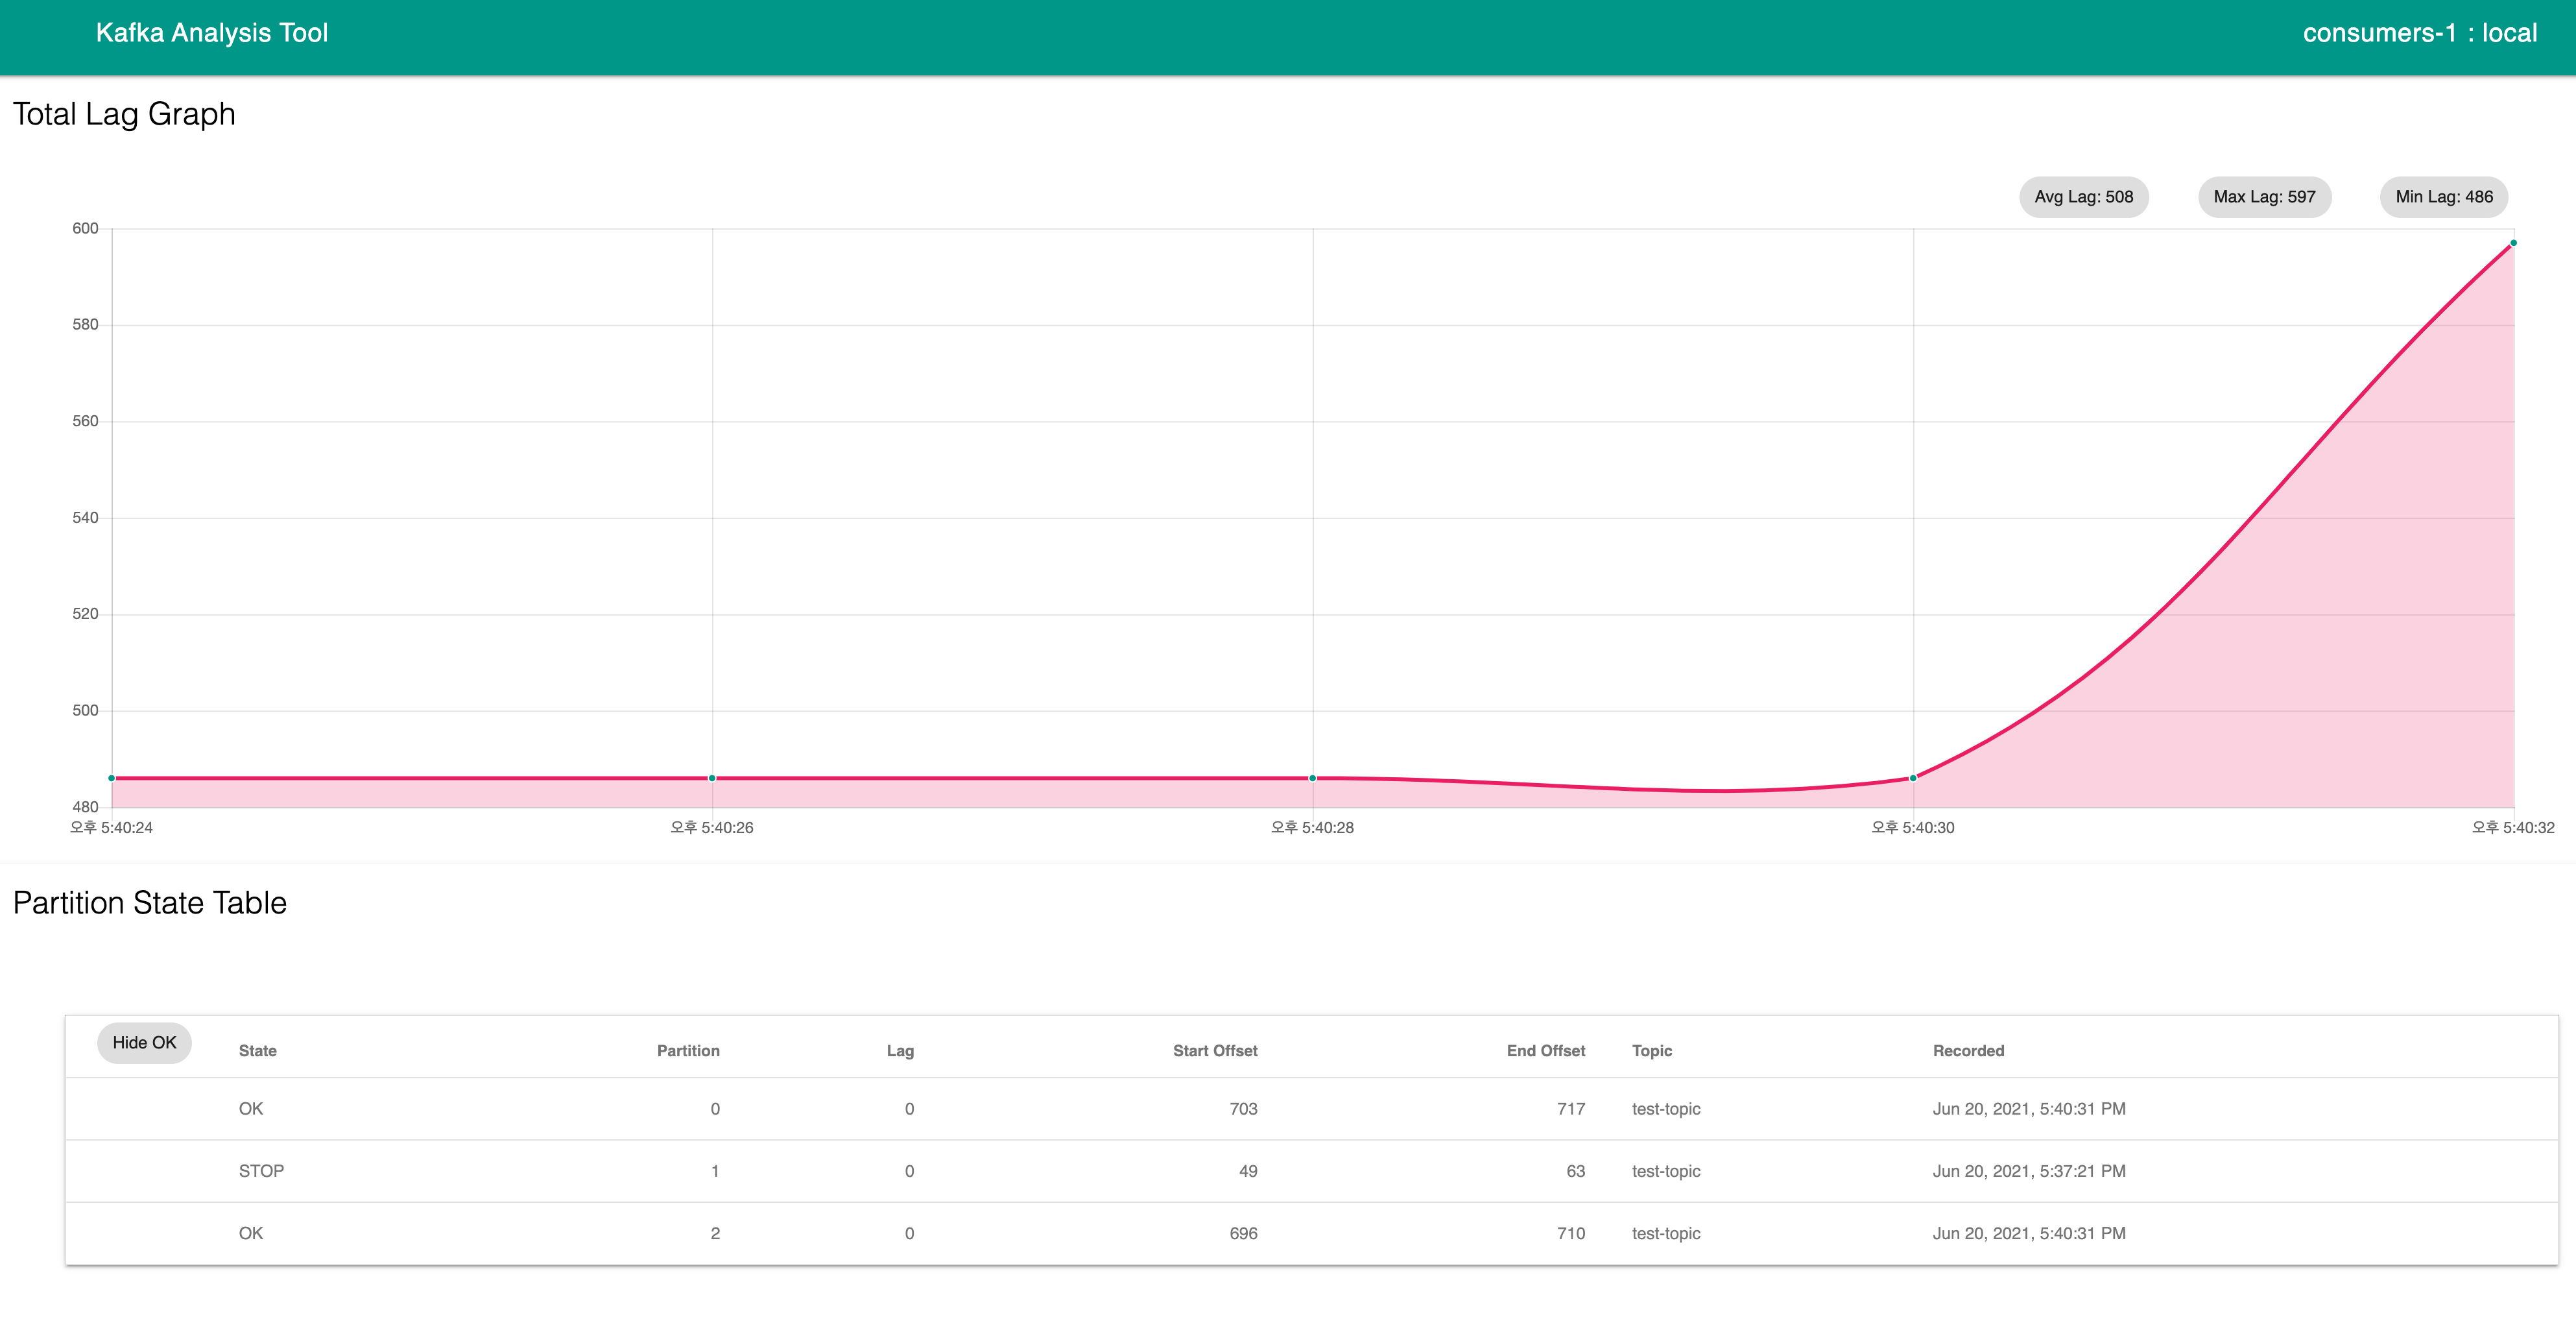 Kafka Analysis Tool
consumers-1 : local
Total Lag Graph
Avg Lag: 508 Max Lag: 597 Min Lag: 486
600
580
560
540
520
500
480
오후 5:40:24 오후 5:40:26 오후 5:40:28 오후 5:40:30 오후 5:40:32
Partition State Table
Hide OK State Partition Lag Start Offset End Offset Topic Recorded
OK 0 0 703 717 test-topic Jun 20, 2021, 5:40:31 PM
STOP 1 0 49 63 test-topic Jun 20, 2021, 5:37:21 PM
OK 2 0 696 710 test-topic Jun 20, 2021, 5:40:31 PM